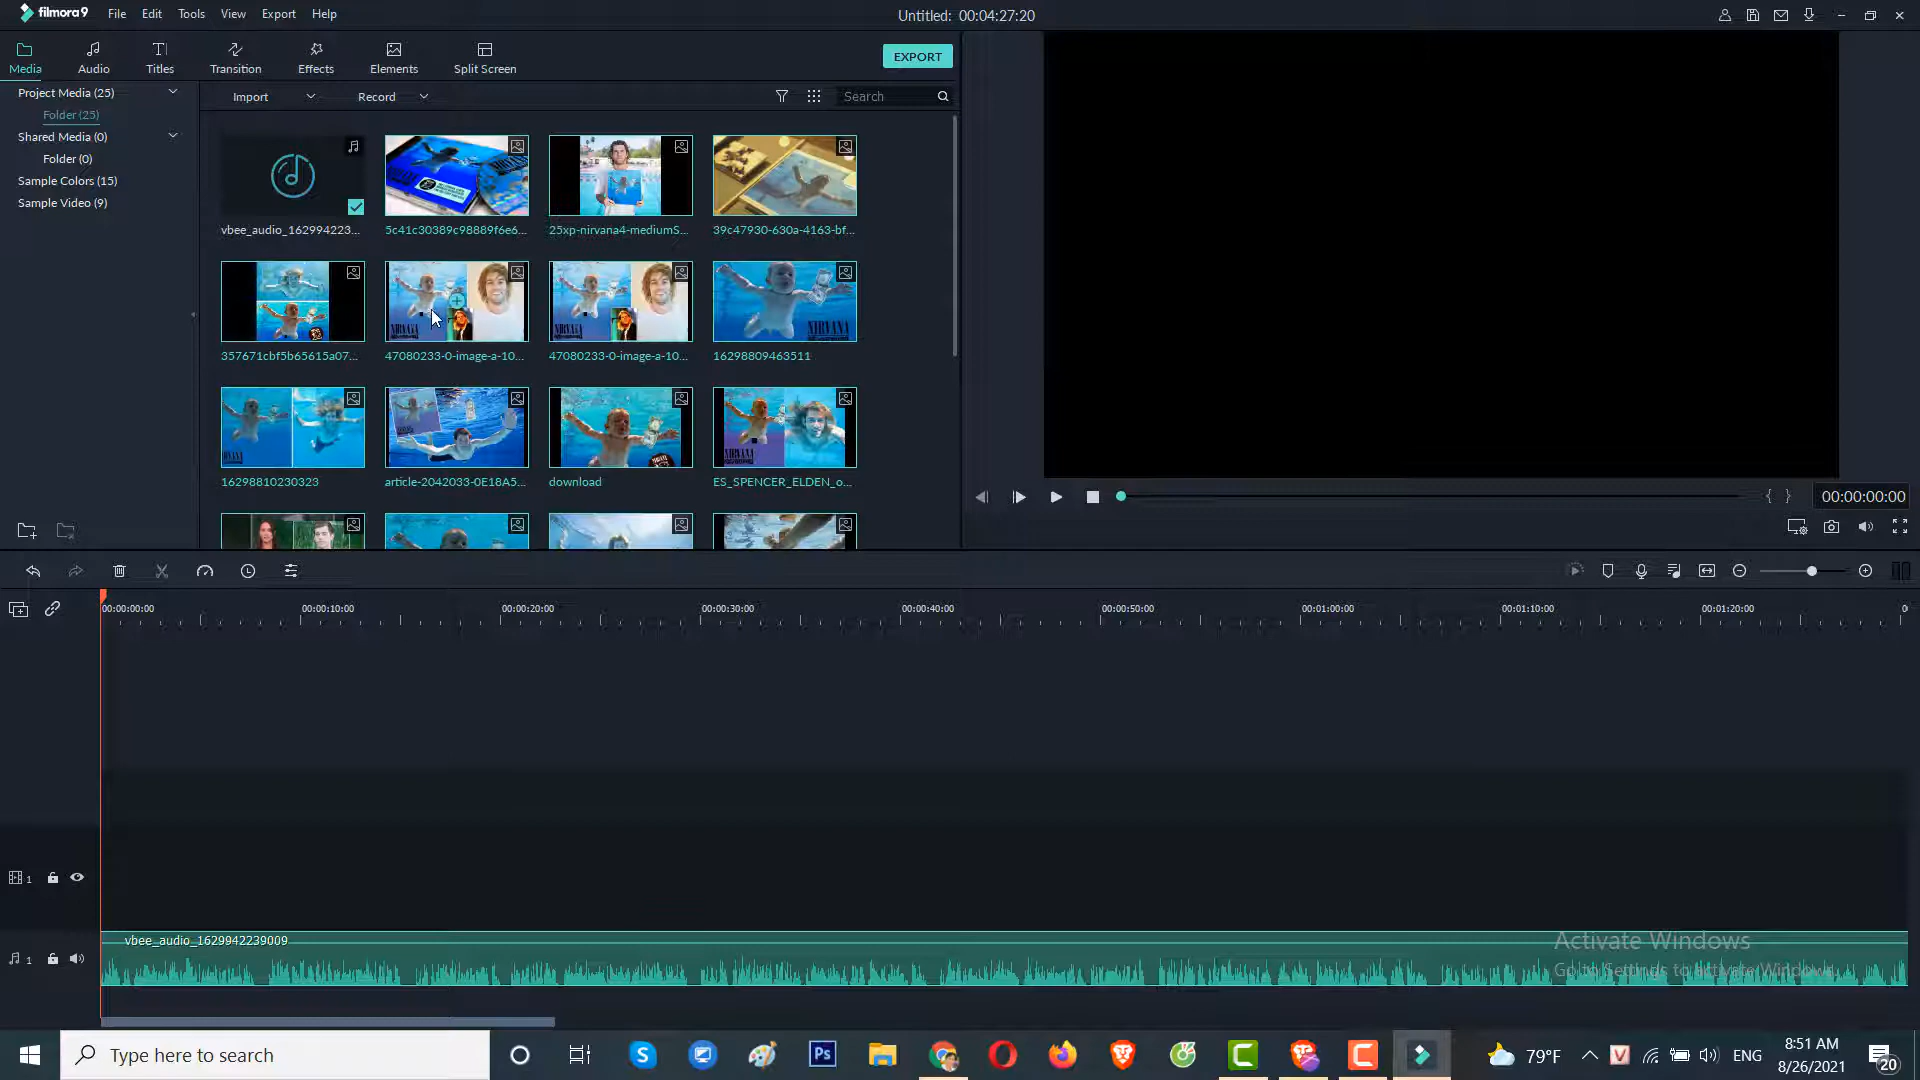 filmora9 File Edit Tools View Export Help Untitled: 00:04:27:20
Media Audio Titles Transition Effects Elements Split Screen EXPORT
Project Media (25)
Folder (25)
Shared Media (0)
Folder (0)
Sample Colors (15)
Sample Video (9)
Import Record Search
vbee_audio_162994223... 5c41c30389c98889f6e6... 25xp-nirvana4-mediumS... 39c47930-630a-4163-bf...
357671cbf5b65615a07... 47080233-0-image-a-10... 47080233-0-image-a-10... 16298809463511
16298810230323 article-2042033-0E18A5... download ES_SPENCER_ELDEN_o...
{ } 00:00:00:00
00:00:00:00 00:00:10:00 00:00:20:00 00:00:30:00 00:00:40:00 00:00:50:00 00:01:00:00 00:01:10:00 00:01:20:00
1
vbee_audio_1629942239009
1
Activate Windows
Go to Settings to activate Windows.
Type here to search
79°F ENG 8:51 AM
8/26/2021
20